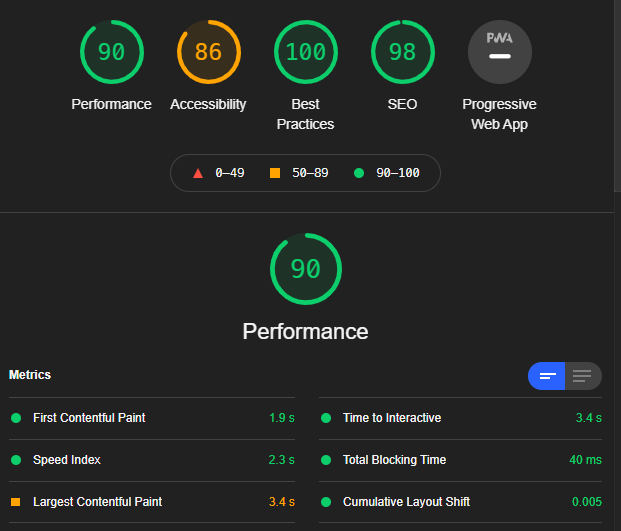 90 86 100 98 PWA
Performance Accessibility Best Practices SEO Progressive Web App
0–49 50–89 90–100
90
Performance
Metrics
First Contentful Paint 1.9 s
Time to Interactive 3.4 s
Speed Index 2.3 s
Total Blocking Time 40 ms
Largest Contentful Paint 3.4 s
Cumulative Layout Shift 0.005